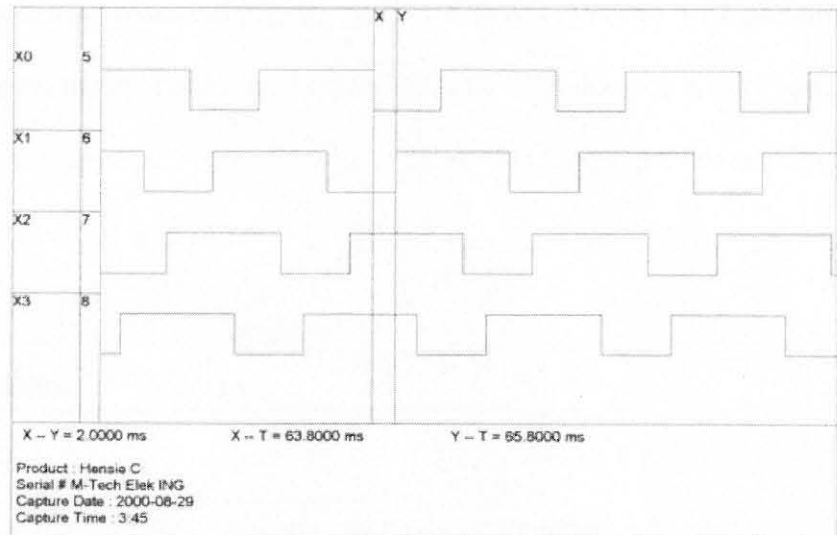 X Y
X0 5
X1 6
X2 7
X3 8
X -- Y = 2.0000 ms X -- T = 63.8000 ms Y -- T = 65.8000 ms
Product : Hensie C
Serial # M-Tech Elek ING
Capture Date : 2000-08-29
Capture Time : 3:45